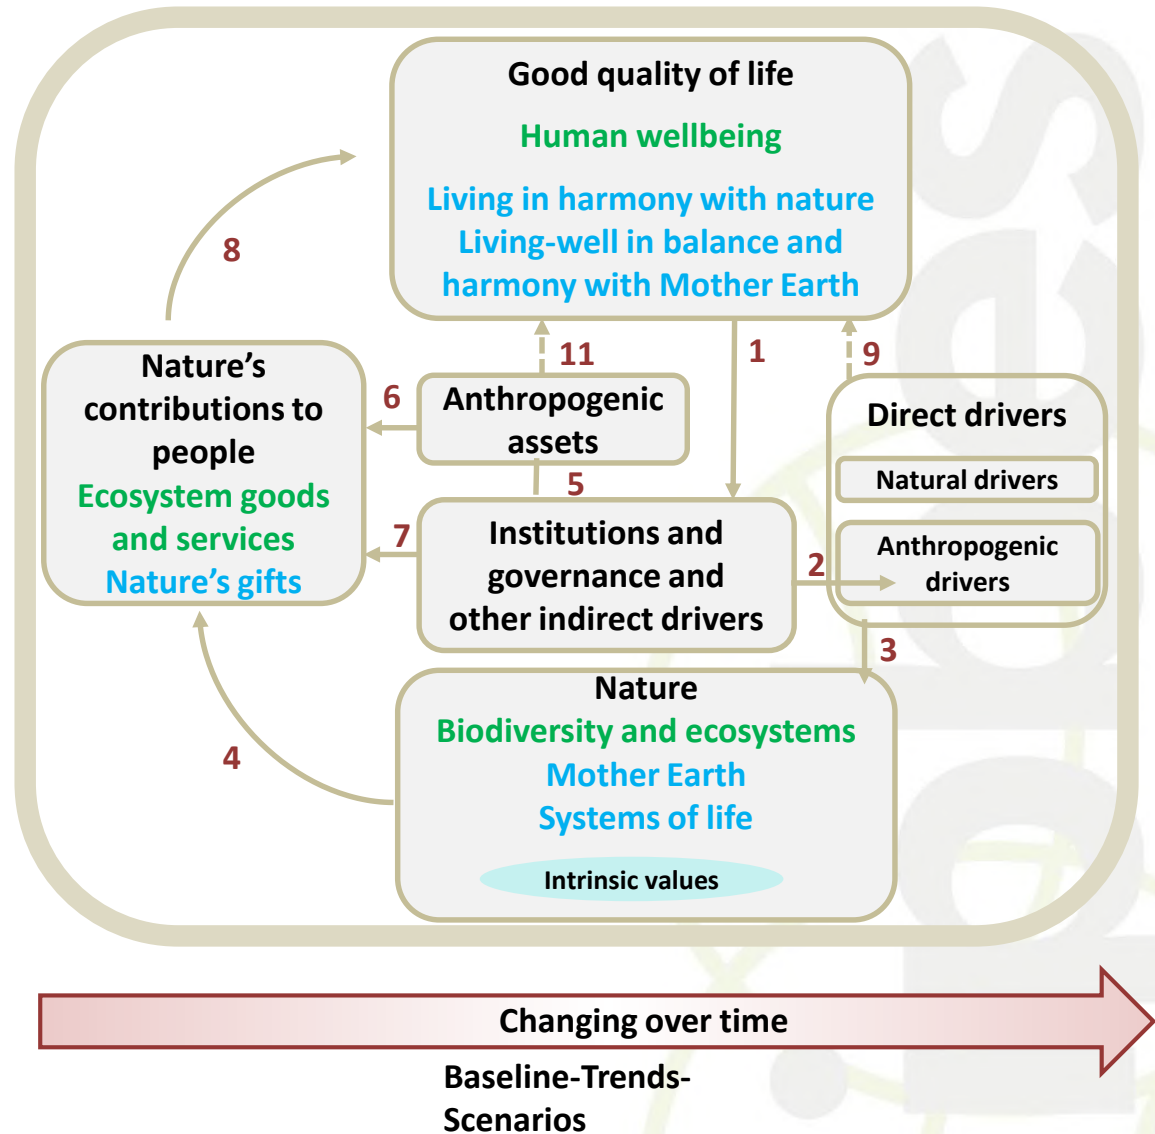 Good quality of life
Human wellbeing
Living in harmony with nature
Living-well in balance and
harmony with Mother Earth
8
11
1
9
Nature’s
contributions to
people
Ecosystem goods
and services
Nature’s gifts
6
Anthropogenic
assets
5
7
Institutions and
governance and
other indirect drivers
2
Direct drivers
Natural drivers
Anthropogenic
drivers
3
4
Nature
Biodiversity and ecosystems
Mother Earth
Systems of life
Intrinsic values
Changing over time
Baseline-Trends-
Scenarios
ipbes